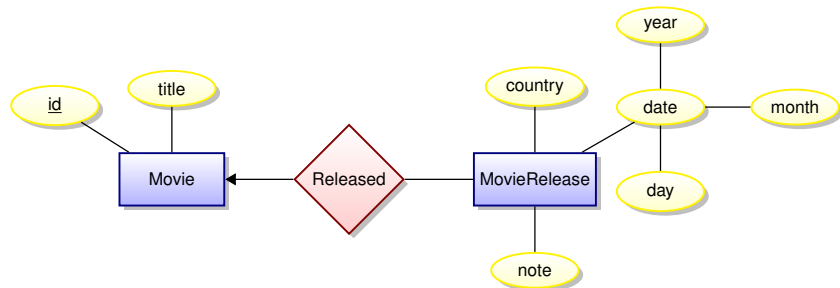 year
title
country
id
date
month
Movie
Released
MovieRelease
day
note